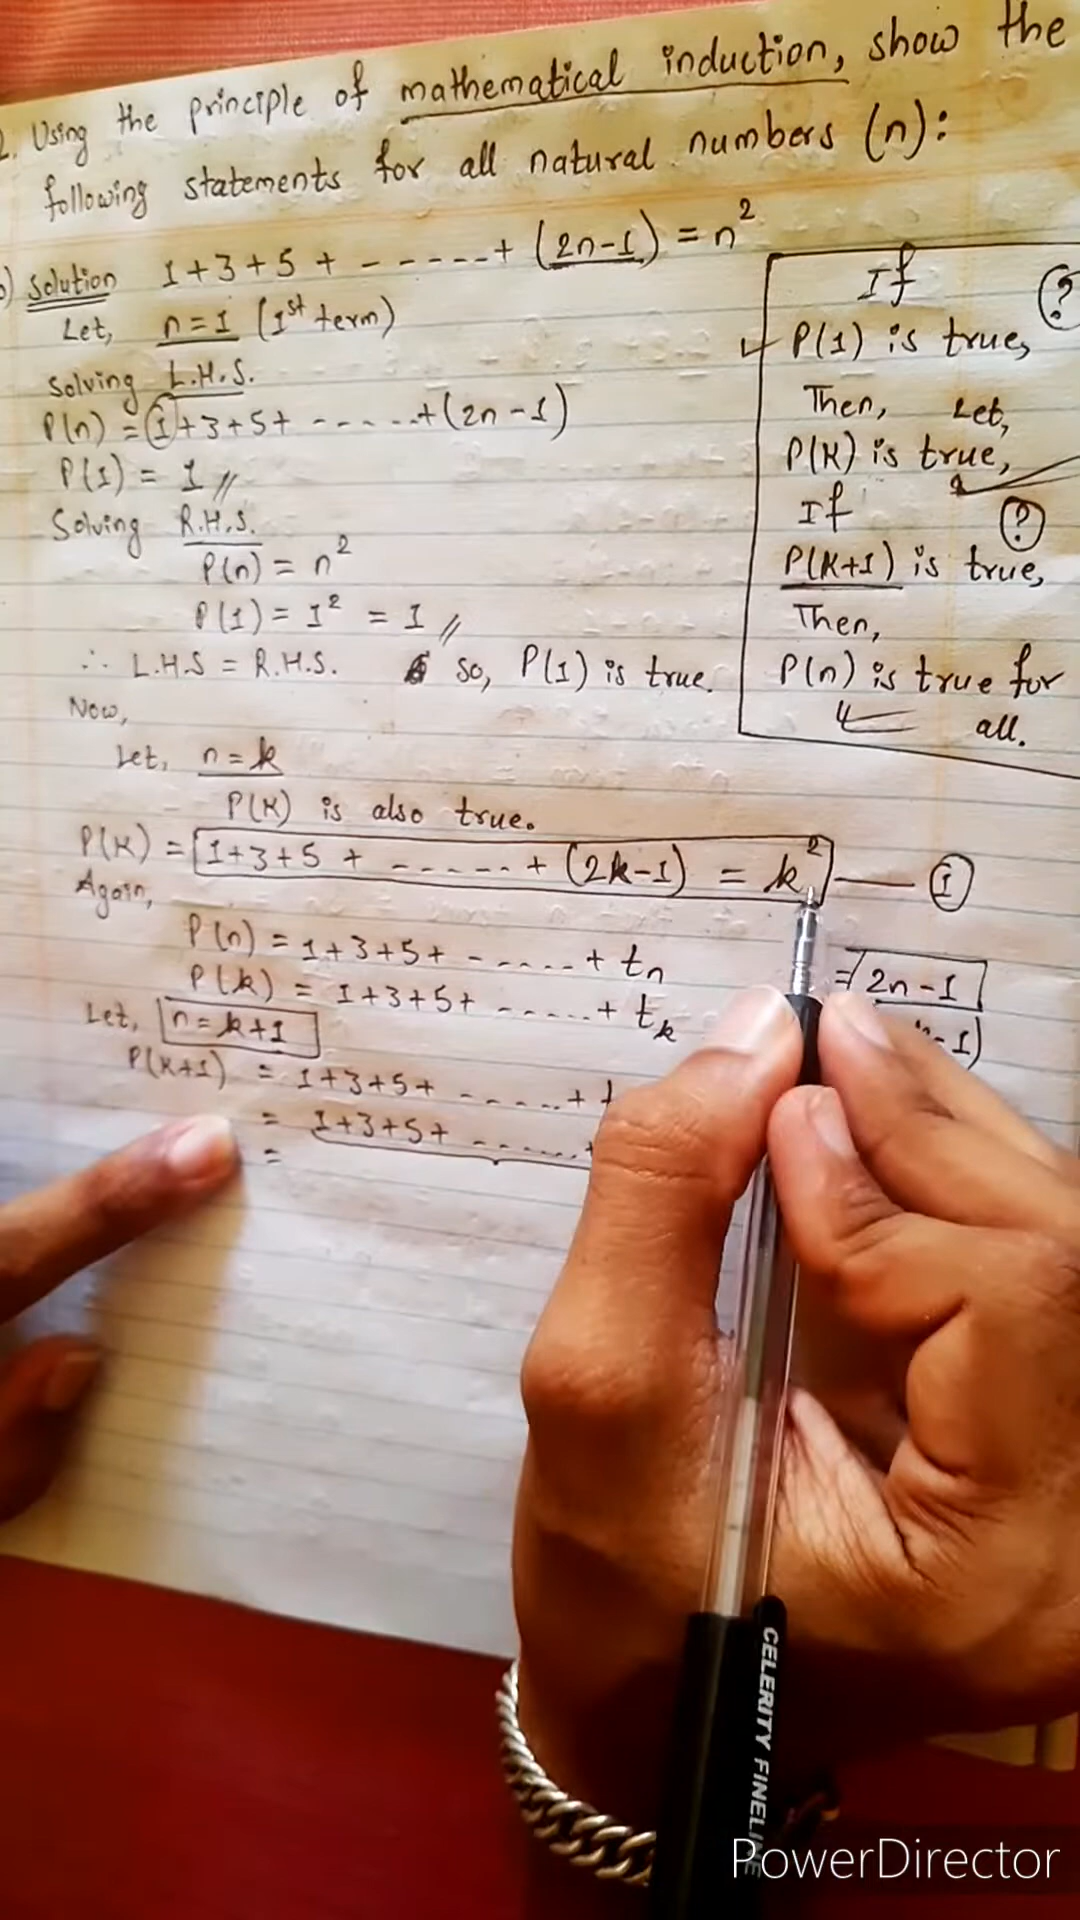 2. Using the principle of mathematical induction, show the
following statements for all natural numbers (n):
) Solution 1+3+5+ ------+ (2n-1) = n²
Let, n=1 (1st term)
Solving L.H.S.
P(n) = 1+3+5+ ------+(2n-1)
P(1) = 1 //
Solving R.H.S.
P(n) = n²
P(1) = 1² = 1 //
∴ L.H.S = R.H.S. so, P(1) is true.
Now,
Let, n=k
P(K) is also true.
P(K) = 1+3+5+ ------+ (2k-1) = k² —— ①
Again,
P(n) = 1+3+5+ ------+ tn
= 2n-1
P(k) = 1+3+5+ ------+ tk
-1)
Let, n=k+1
P(K+1) = 1+3+5+ ------+
= 1+3+5+ ------+
=
If ?
P(1) is true,
Then, Let,
P(K) is true,
If ?
P(K+1) is true,
Then,
P(n) is true for
all.
CELERITY FINELINE
PowerDirector